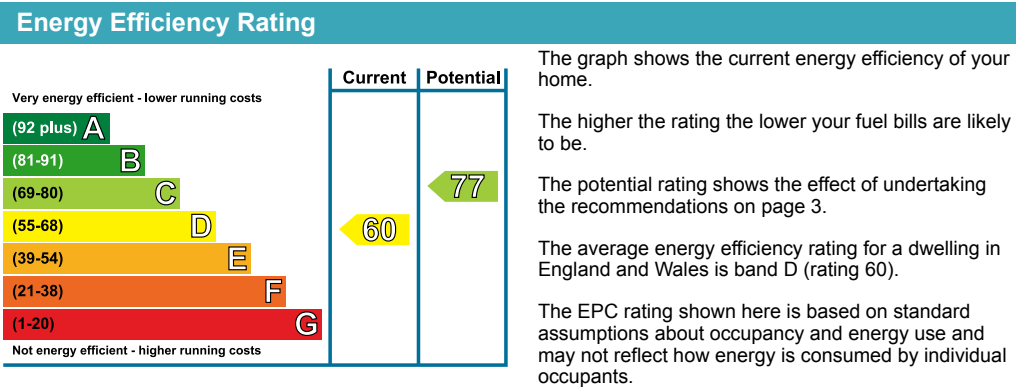 Energy Efficiency Rating
Current Potential
Very energy efficient - lower running costs
(92 plus) A
(81-91) B
(69-80) C
77
(55-68) D
60
(39-54) E
(21-38) F
(1-20) G
Not energy efficient - higher running costs
The graph shows the current energy efficiency of your
home.
The higher the rating the lower your fuel bills are likely
to be.
The potential rating shows the effect of undertaking
the recommendations on page 3.
The average energy efficiency rating for a dwelling in
England and Wales is band D (rating 60).
The EPC rating shown here is based on standard
assumptions about occupancy and energy use and
may not reflect how energy is consumed by individual
occupants.